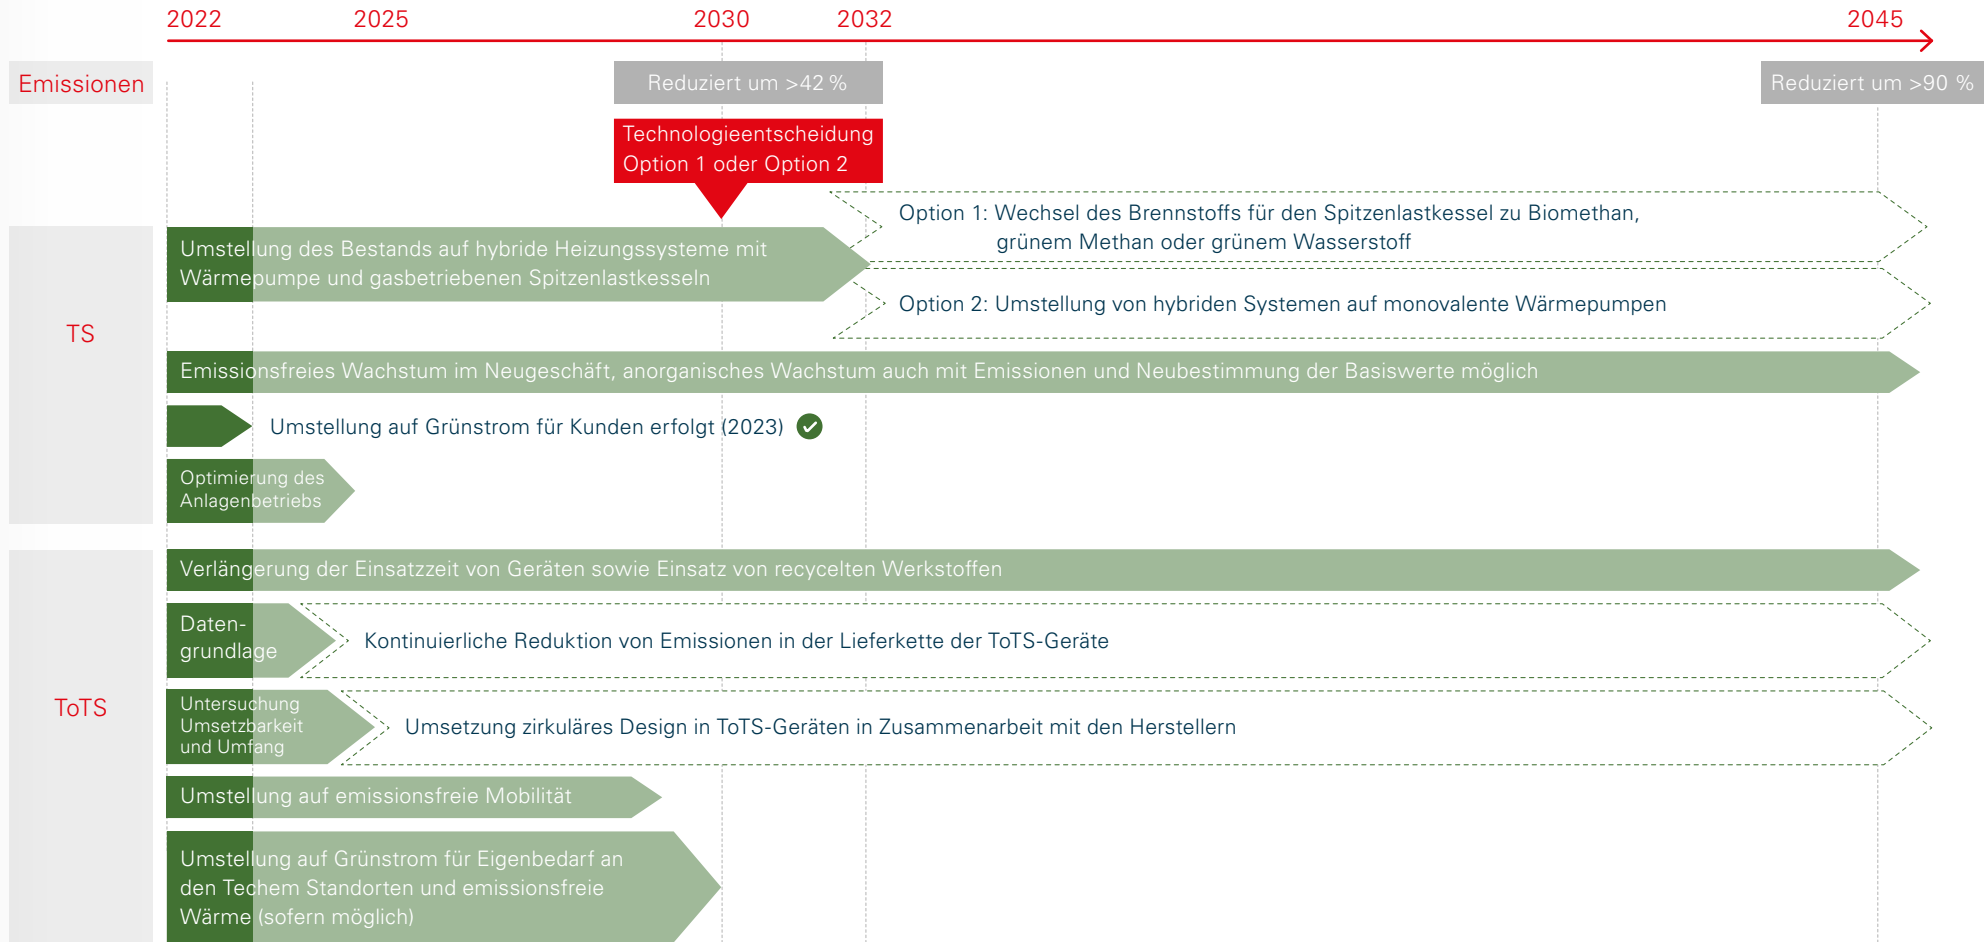 2022 2025 2030 2032 2045
Emissionen
Reduziert um >42 %
Reduziert um >90 %
Technologieentscheidung
Option 1 oder Option 2
TS
Umstellung des Bestands auf hybride Heizungssysteme mit
Wärmepumpe und gasbetriebenen Spitzenlastkesseln
Option 1: Wechsel des Brennstoffs für den Spitzenlastkessel zu Biomethan,
grünem Methan oder grünem Wasserstoff
Option 2: Umstellung von hybriden Systemen auf monovalente Wärmepumpen
Emissionsfreies Wachstum im Neugeschäft, anorganisches Wachstum auch mit Emissionen und Neubestimmung der Basiswerte möglich
Umstellung auf Grünstrom für Kunden erfolgt (2023)
Optimierung des
Anlagenbetriebs
ToTS
Verlängerung der Einsatzzeit von Geräten sowie Einsatz von recycelten Werkstoffen
Daten-
grundlage
Kontinuierliche Reduktion von Emissionen in der Lieferkette der ToTS-Geräte
Untersuchung
Umsetzbarkeit
und Umfang
Umsetzung zirkuläres Design in ToTS-Geräten in Zusammenarbeit mit den Herstellern
Umstellung auf emissionsfreie Mobilität
Umstellung auf Grünstrom für Eigenbedarf an
den Techem Standorten und emissionsfreie
Wärme (sofern möglich)